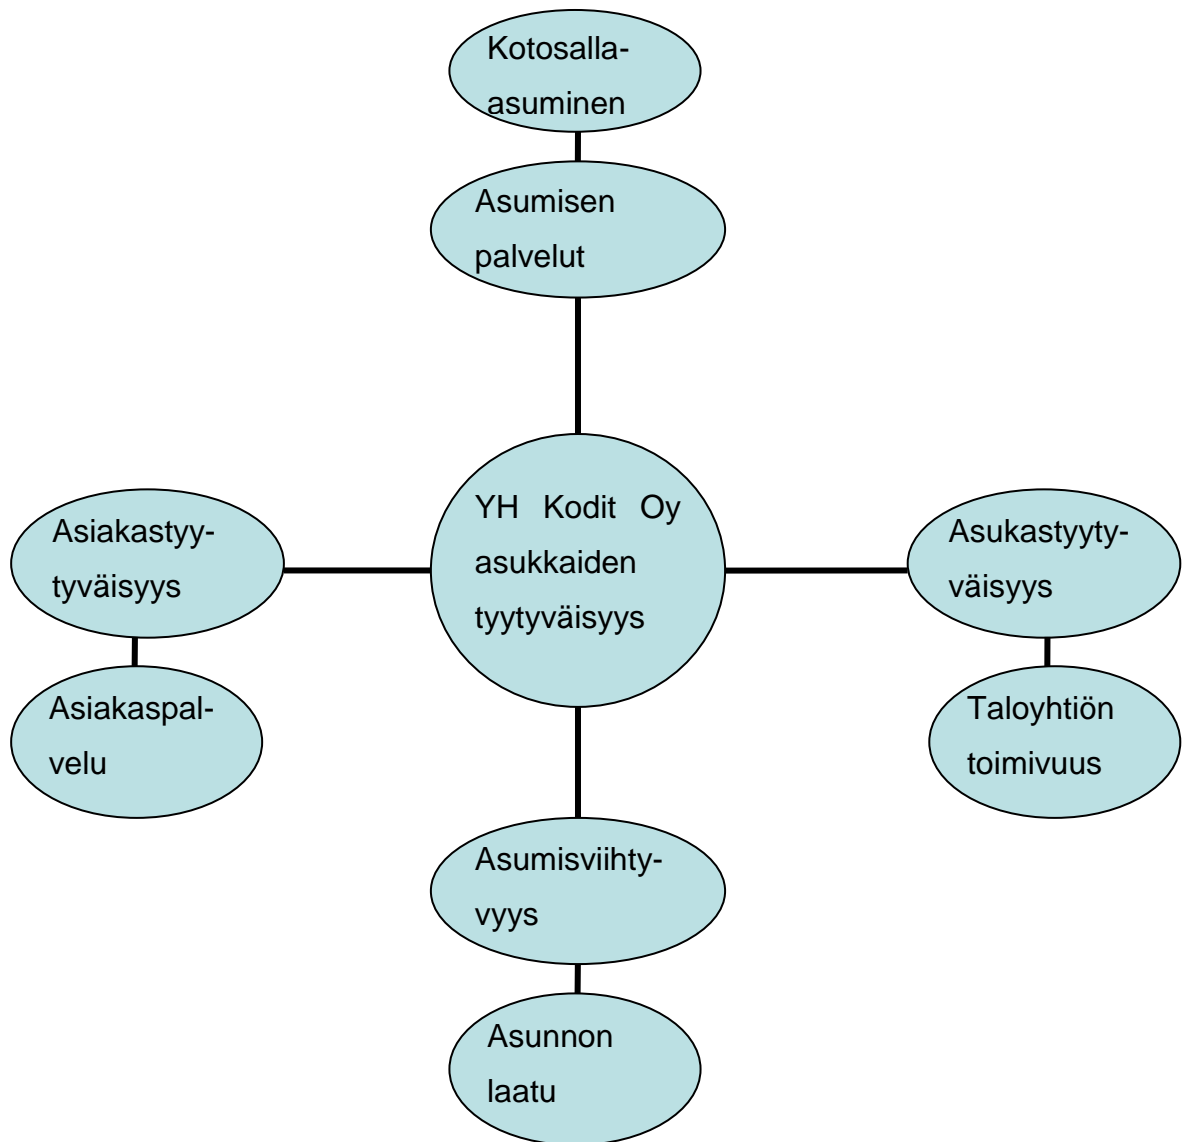 Kotosalla-
asuminen
Asumisen
palvelut
YH Kodit Oy
asukkaiden
tyytyväisyys
Asiakastyy-
tyväisyys
Asukastyyty-
väisyys
Asiakaspal-
velu
Taloyhtiön
toimivuus
Asumisviihty-
vyys
Asunnon
laatu